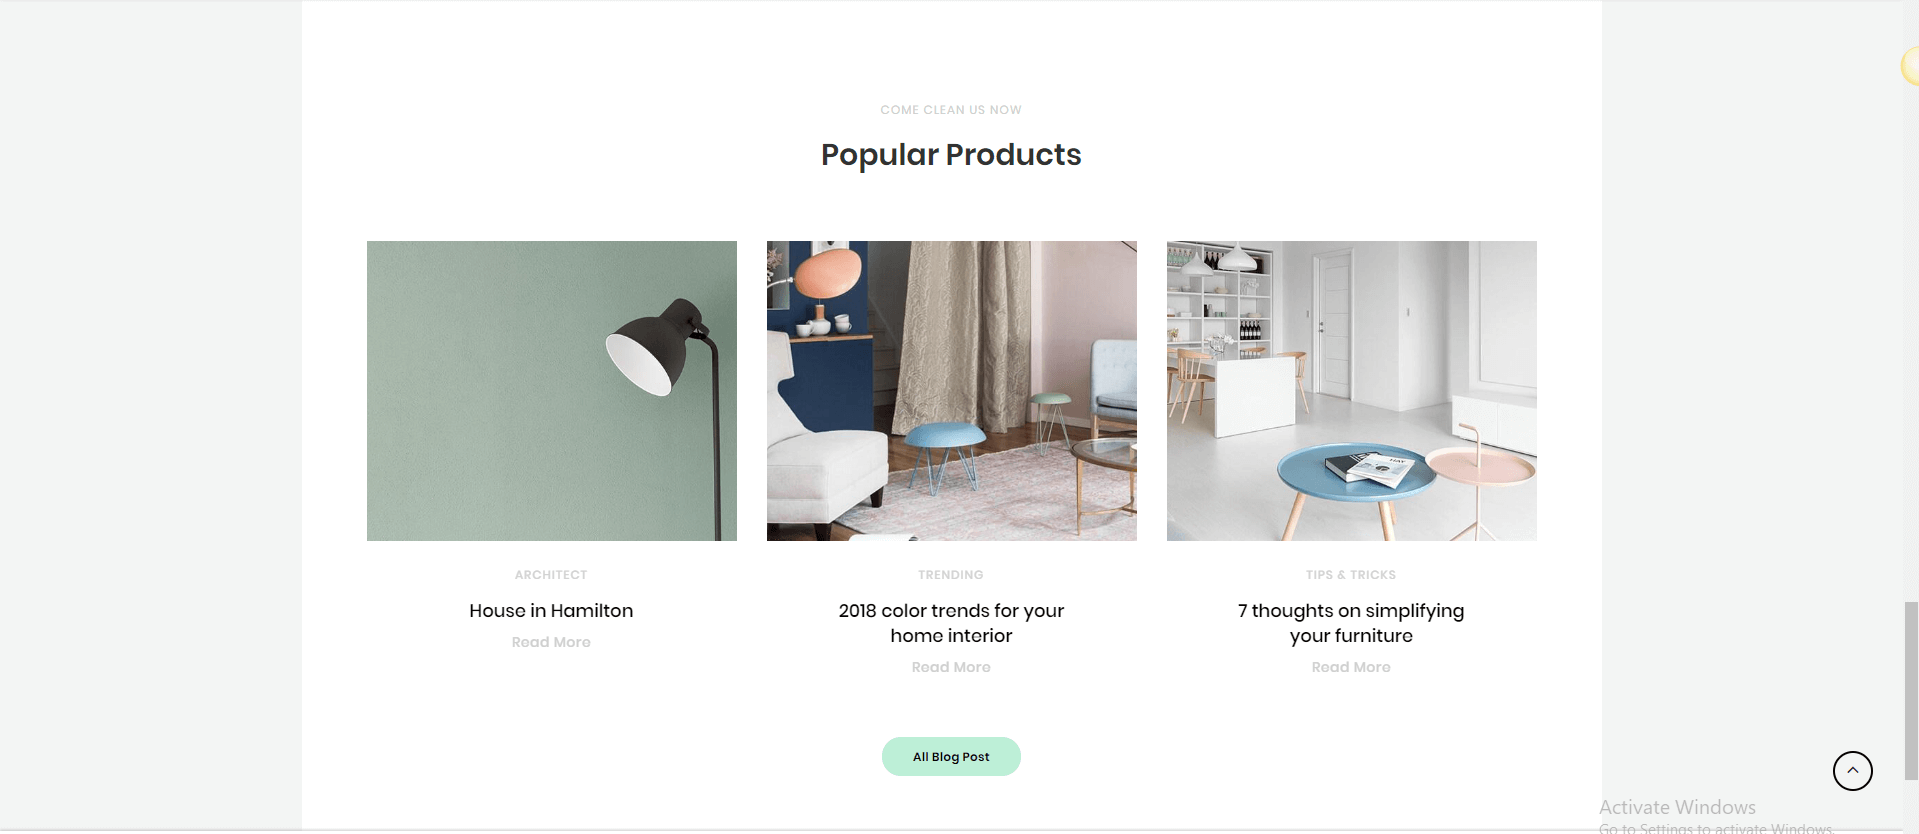 COME CLEAN US NOW
Popular Products
ARCHITECT
House in Hamilton
Read More
TRENDING
2018 color trends for your
home interior
Read More
TIPS & TRICKS
7 thoughts on simplifying
your furniture
Read More
All Blog Post
Activate Windows
Go to Settings to activate Windows.